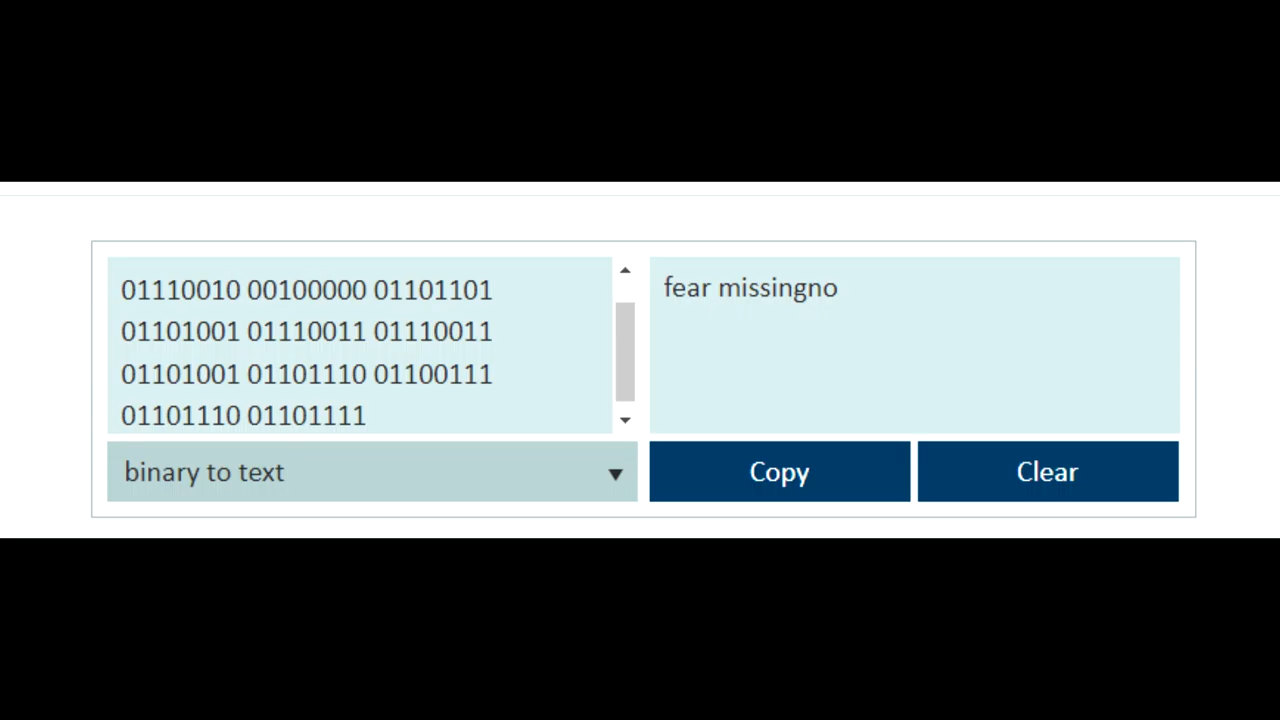 01110010 00100000 01101101
01101001 01110011 01110011
01101001 01101110 01100111
01101110 01101111
fear missingno
binary to text
Copy
Clear